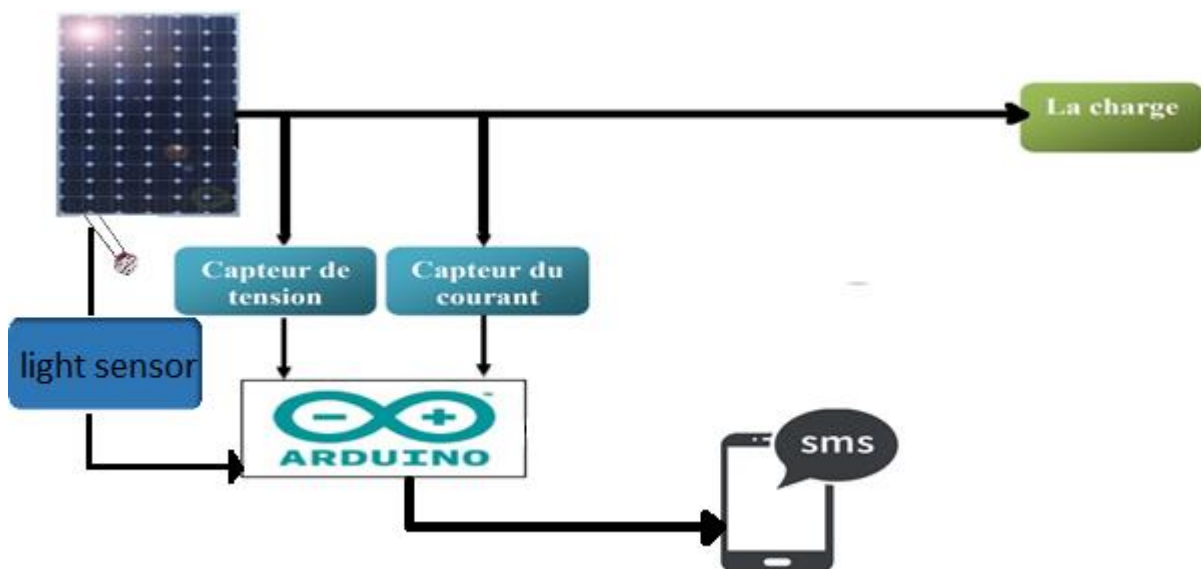 La charge
Capteur de
tension
Capteur du
courant
light sensor
ARDUINO
sms